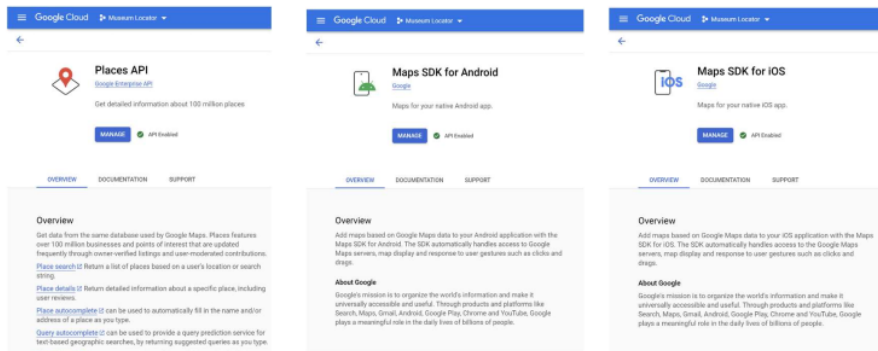 Google Cloud Museum Locator
Places API
Google Enterprise API
Get detailed information about 100 million places
MANAGE API Enabled
OVERVIEW DOCUMENTATION SUPPORT
Overview
Get data from the same database used by Google Maps. Places features
over 100 million businesses and points of interest that are updated
frequently through owner-verified listings and user-moderated contributions.
Place search Return a list of places based on a user's location or search
string.
Place details Return detailed information about a specific place, including
user reviews.
Place autocomplete can be used to automatically fill in the name and/or
address of a place as you type.
Query autocomplete can be used to provide a query prediction service for
text-based geographic searches, by returning suggested queries as you type.
Google Cloud Museum Locator
Maps SDK for Android
Google
Maps for your native Android app.
MANAGE API Enabled
OVERVIEW DOCUMENTATION SUPPORT
Overview
Add maps based on Google Maps data to your Android application with the
Maps SDK for Android. The SDK automatically handles access to Google
Maps servers, map display and response to user gestures such as clicks and
drags.
About Google
Google's mission is to organize the world's information and make it
universally accessible and useful. Through products and platforms like
Search, Maps, Gmail, Android, Google Play, Chrome and YouTube, Google
plays a meaningful role in the daily lives of billions of people.
Google Cloud Museum Locator
iOS
Maps SDK for iOS
Google
Maps for your native iOS app.
MANAGE API Enabled
OVERVIEW DOCUMENTATION SUPPORT
Overview
Add maps based on Google Maps data to your iOS application with the Maps
SDK for iOS. The SDK automatically handles access to the Google Maps
servers, map display and response to user gestures such as clicks and
drags.
About Google
Google's mission is to organize the world's information and make it
universally accessible and useful. Through products and platforms like
Search, Maps, Gmail, Android, Google Play, Chrome and YouTube, Google
plays a meaningful role in the daily lives of billions of people.